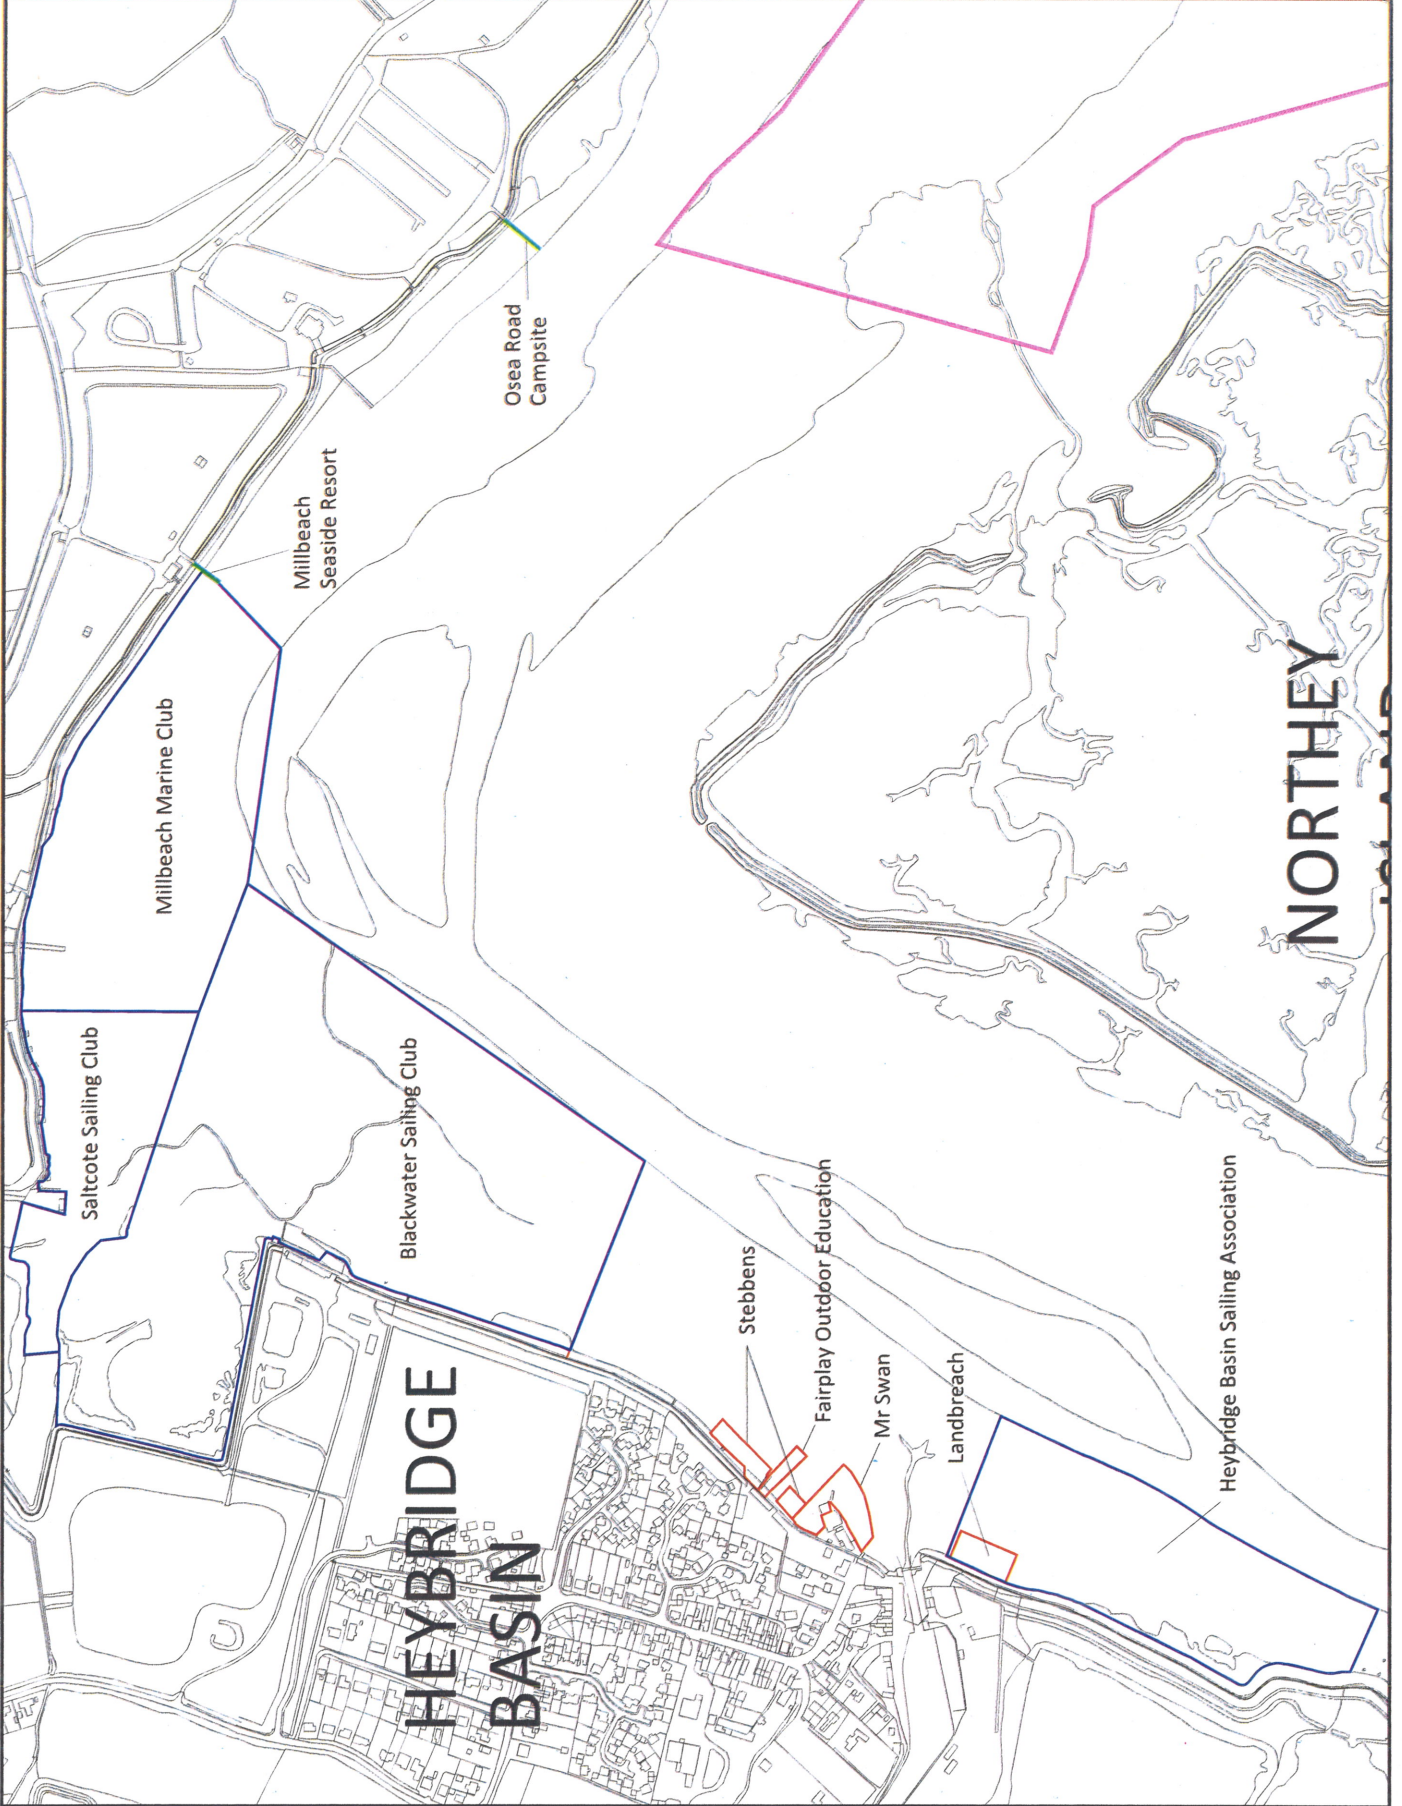 Saltcote Sailing Club
Millbeach Marine Club
Millbeach
Seaside Resort
Osea Road
Campsite
Blackwater Sailing Club
HEYBRIDGE
BASIN
Stebbens
Fairplay Outdoor Education
Mr Swan
Landbreach
Heybridge Basin Sailing Association
NORTHEY